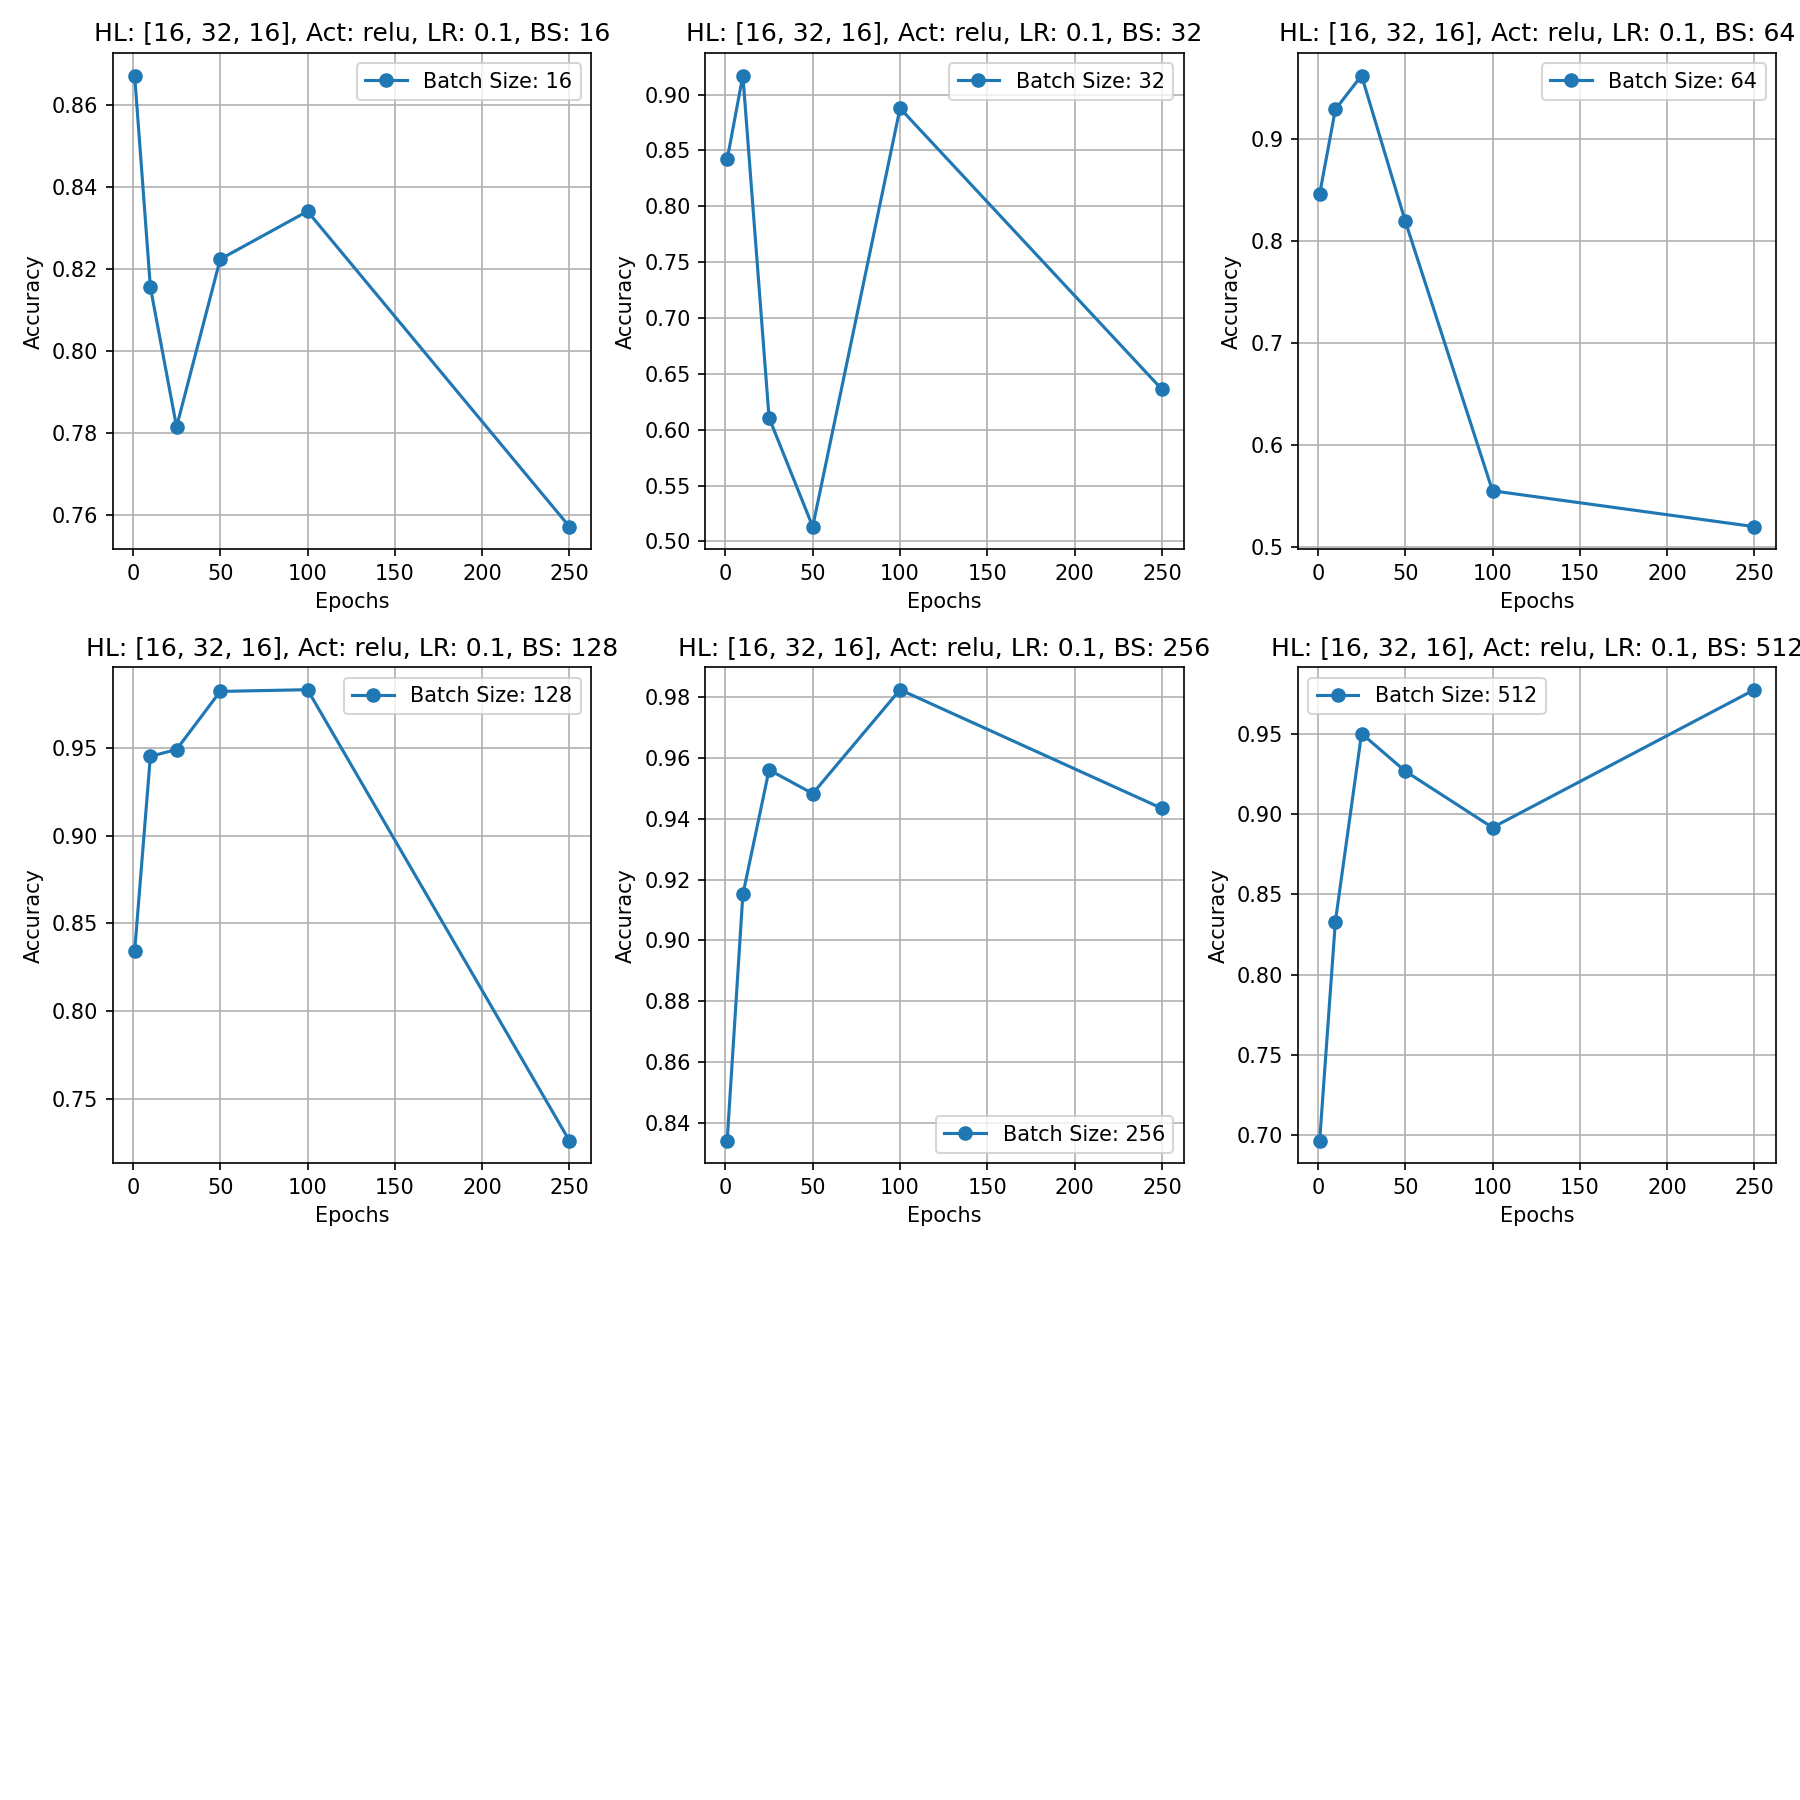 HL: [16, 32, 16], Act: relu, LR: 0.1, BS: 16
Batch Size: 16
0.86
0.84
0.82
0.80
0.78
0.76
Accuracy
0 50 100 150 200 250
Epochs
HL: [16, 32, 16], Act: relu, LR: 0.1, BS: 32
Batch Size: 32
0.90
0.85
0.80
0.75
0.70
0.65
0.60
0.55
0.50
Accuracy
0 50 100 150 200 250
Epochs
HL: [16, 32, 16], Act: relu, LR: 0.1, BS: 64
Batch Size: 64
0.9
0.8
0.7
0.6
0.5
Accuracy
0 50 100 150 200 250
Epochs
HL: [16, 32, 16], Act: relu, LR: 0.1, BS: 128
Batch Size: 128
0.95
0.90
0.85
0.80
0.75
Accuracy
0 50 100 150 200 250
Epochs
HL: [16, 32, 16], Act: relu, LR: 0.1, BS: 256
Batch Size: 256
0.98
0.96
0.94
0.92
0.90
0.88
0.86
0.84
Accuracy
0 50 100 150 200 250
Epochs
HL: [16, 32, 16], Act: relu, LR: 0.1, BS: 512
Batch Size: 512
0.95
0.90
0.85
0.80
0.75
0.70
Accuracy
0 50 100 150 200 250
Epochs